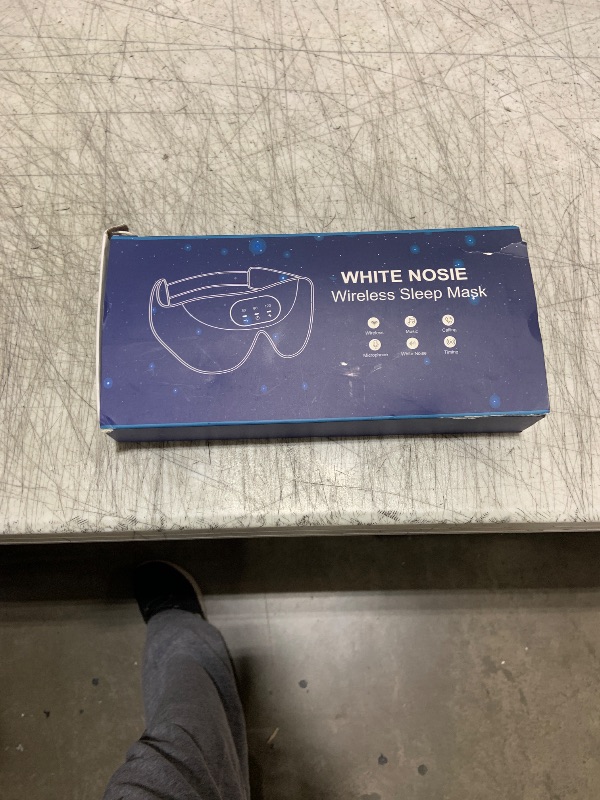 WHITE NOSIE
Wireless Sleep Mask
Wireless Music Calling
Microphone White Noise Timing